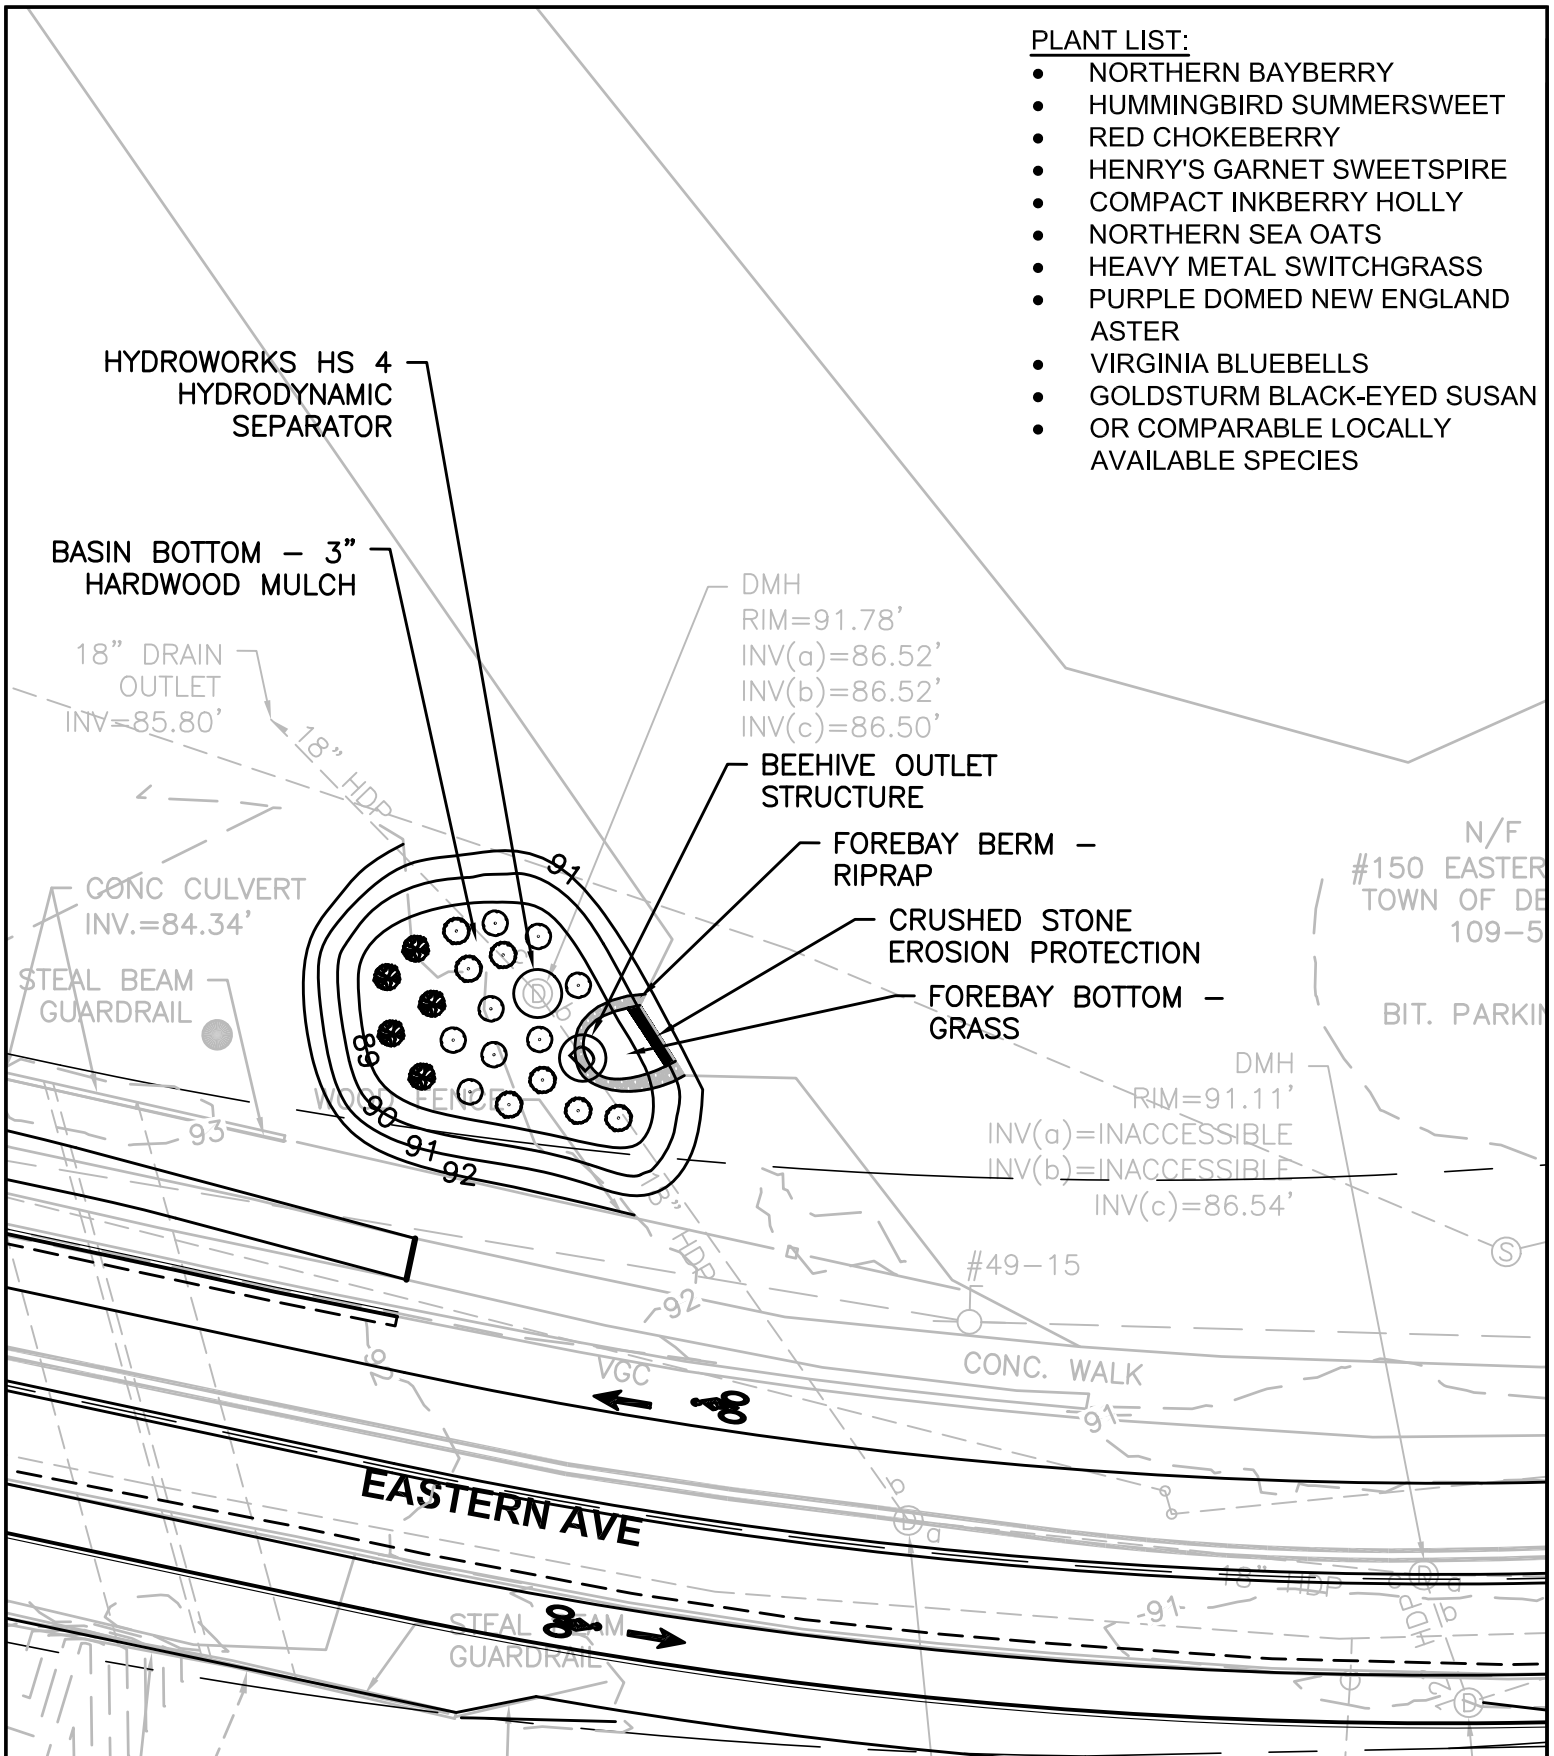 PLANT LIST:
• NORTHERN BAYBERRY
• HUMMINGBIRD SUMMERSWEET
• RED CHOKEBERRY
• HENRY'S GARNET SWEETSPIRE
• COMPACT INKBERRY HOLLY
• NORTHERN SEA OATS
• HEAVY METAL SWITCHGRASS
• PURPLE DOMED NEW ENGLAND
ASTER
• VIRGINIA BLUEBELLS
• GOLDSTURM BLACK-EYED SUSAN
• OR COMPARABLE LOCALLY
AVAILABLE SPECIES
HYDROWORKS HS 4
HYDRODYNAMIC
SEPARATOR
BASIN BOTTOM – 3"
HARDWOOD MULCH
DMH
RIM=91.78'
INV(a)=86.52'
INV(b)=86.52'
INV(c)=86.50'
18" DRAIN
OUTLET
INV=85.80'
18" HDP
BEEHIVE OUTLET
STRUCTURE
FOREBAY BERM –
RIPRAP
CRUSHED STONE
EROSION PROTECTION
FOREBAY BOTTOM –
GRASS
N/F
#150 EASTER
TOWN OF DE
109-5
BIT. PARKIN
CONC CULVERT
INV.=84.34'
STEAL BEAM
GUARDRAIL
91
c
D
b
89
90
91
92
WOOD FENCE
93
DMH
RIM=91.11'
INV(a)=INACCESSIBLE
INV(b)=INACCESSIBLE
INV(c)=86.54'
18" HDP
S
#49-15
92
92
VGC
CONC. WALK
91
EASTERN AVE
b
D
a
18" HDP
c
D
a
b
91
HDP
12"
D
STEAL BEAM
GUARDRAIL